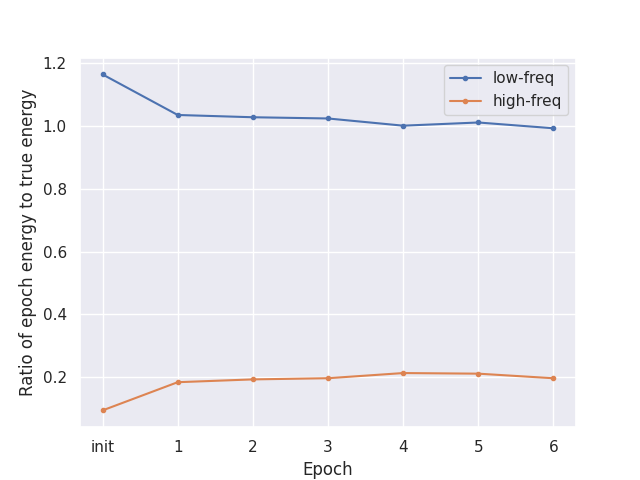 1.2
1.0
0.8
0.6
0.4
0.2
Ratio of epoch energy to true energy
low-freq
high-freq
init 1 2 3 4 5 6
Epoch